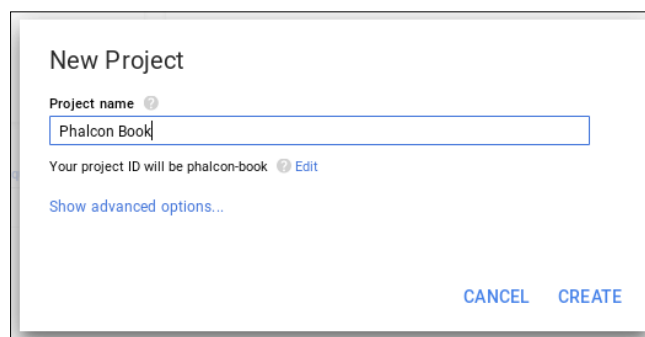 New Project
Project name ?
Phalcon Book
Your project ID will be phalcon-book ? Edit
Show advanced options...
CANCEL CREATE